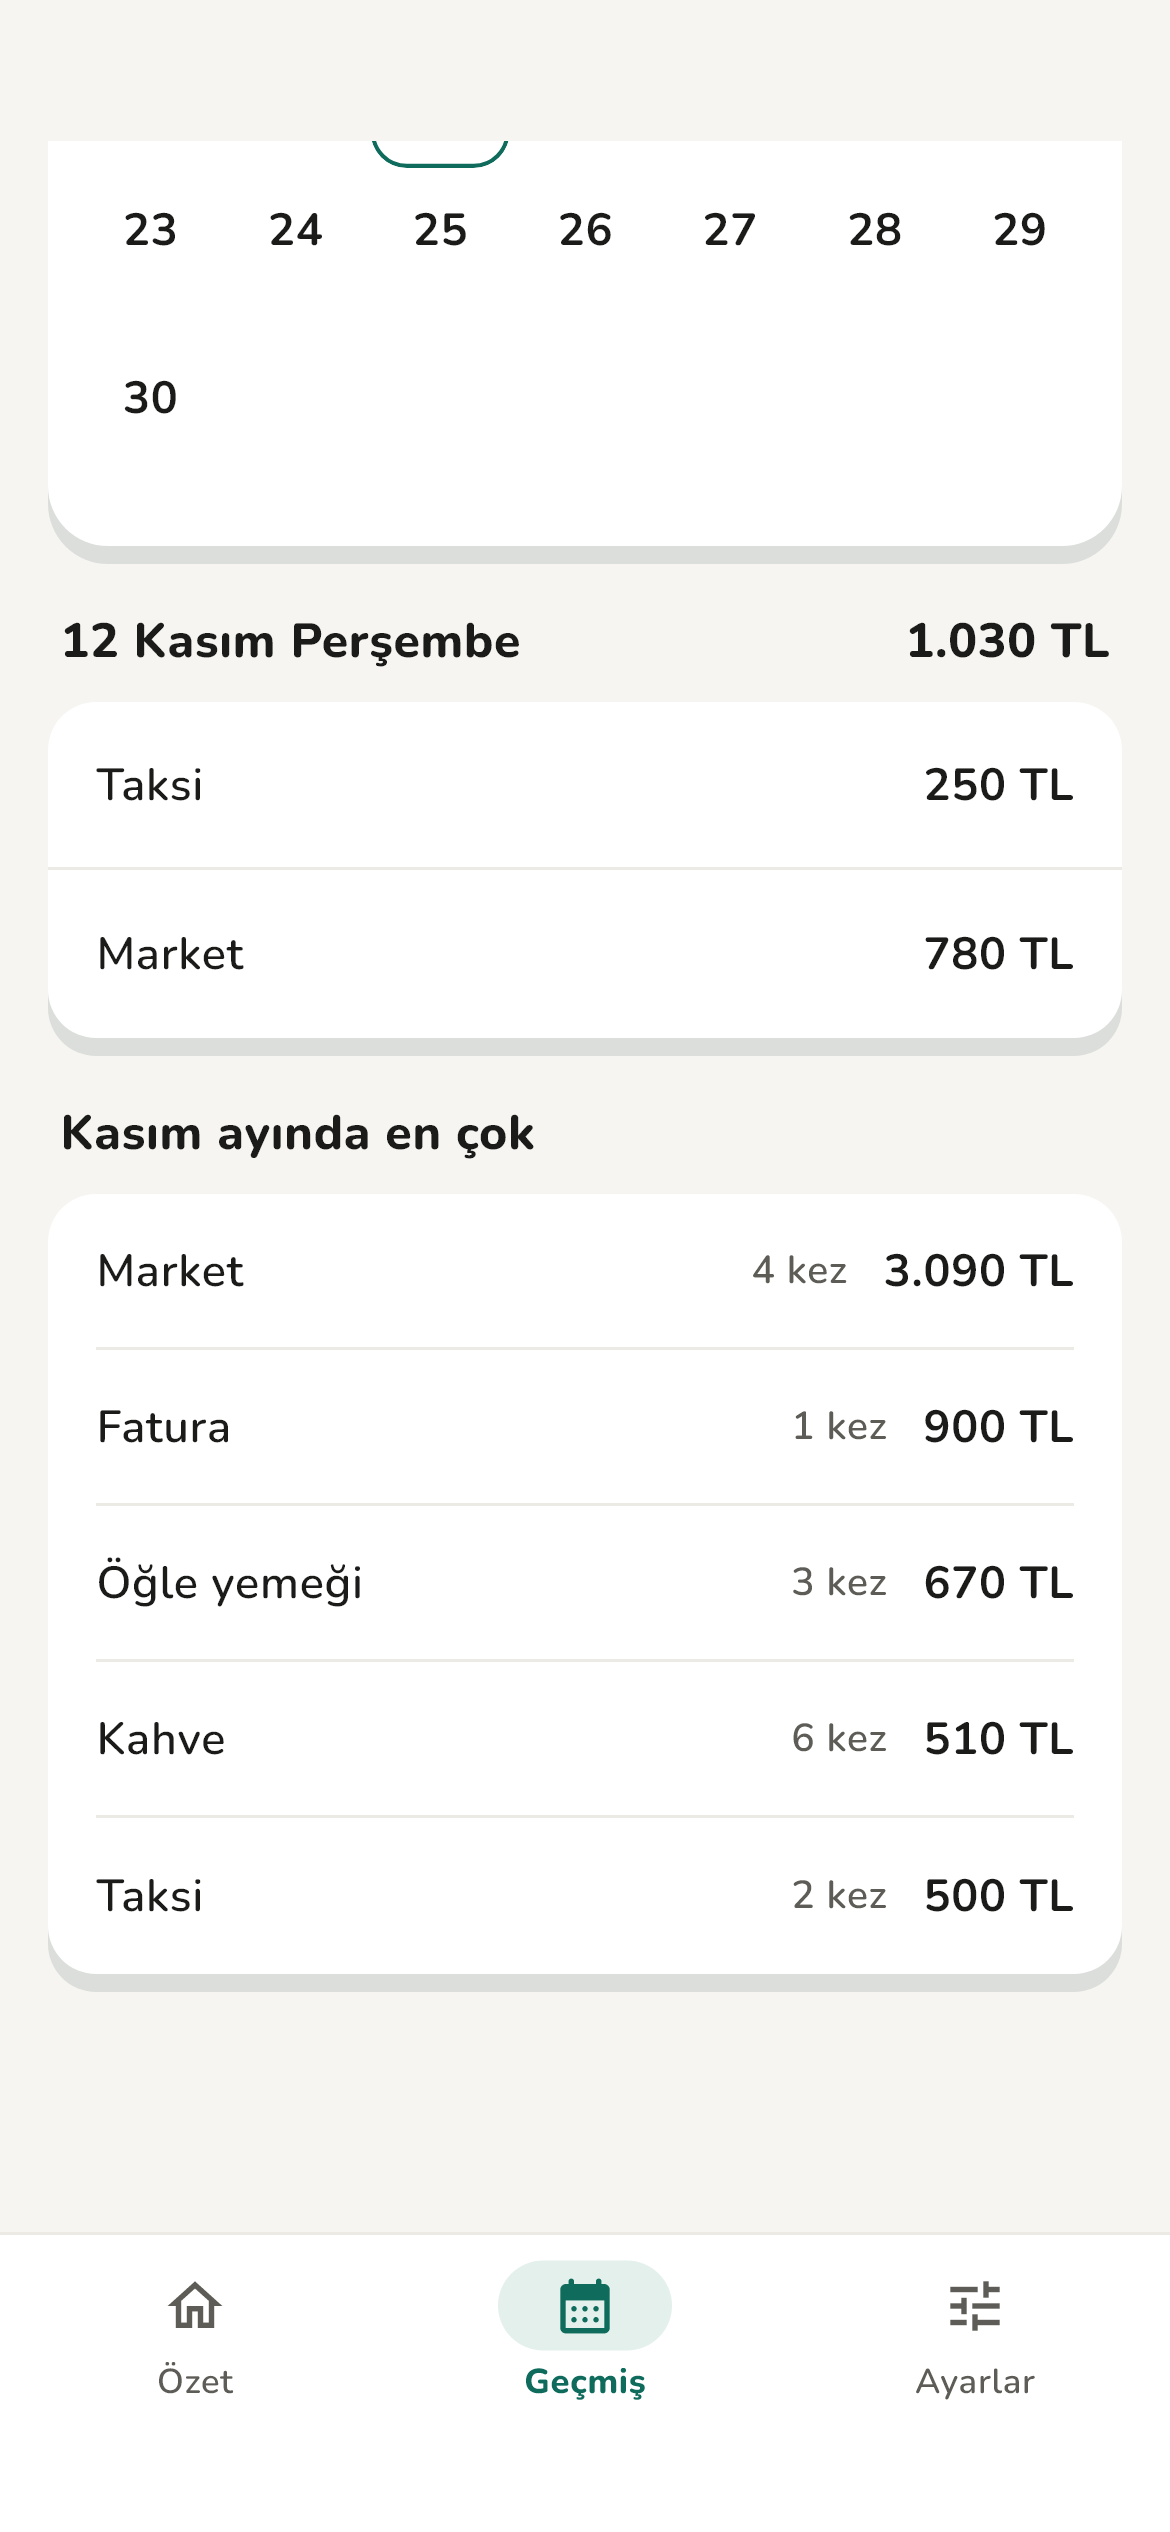 23 24 25 26 27 28 29
30
12 Kasım Perşembe 1.030 TL
Taksi 250 TL
Market 780 TL
Kasım ayında en çok
Market 4 kez 3.090 TL
Fatura 1 kez 900 TL
Öğle yemeği 3 kez 670 TL
Kahve 6 kez 510 TL
Taksi 2 kez 500 TL
Özet Geçmiş Ayarlar